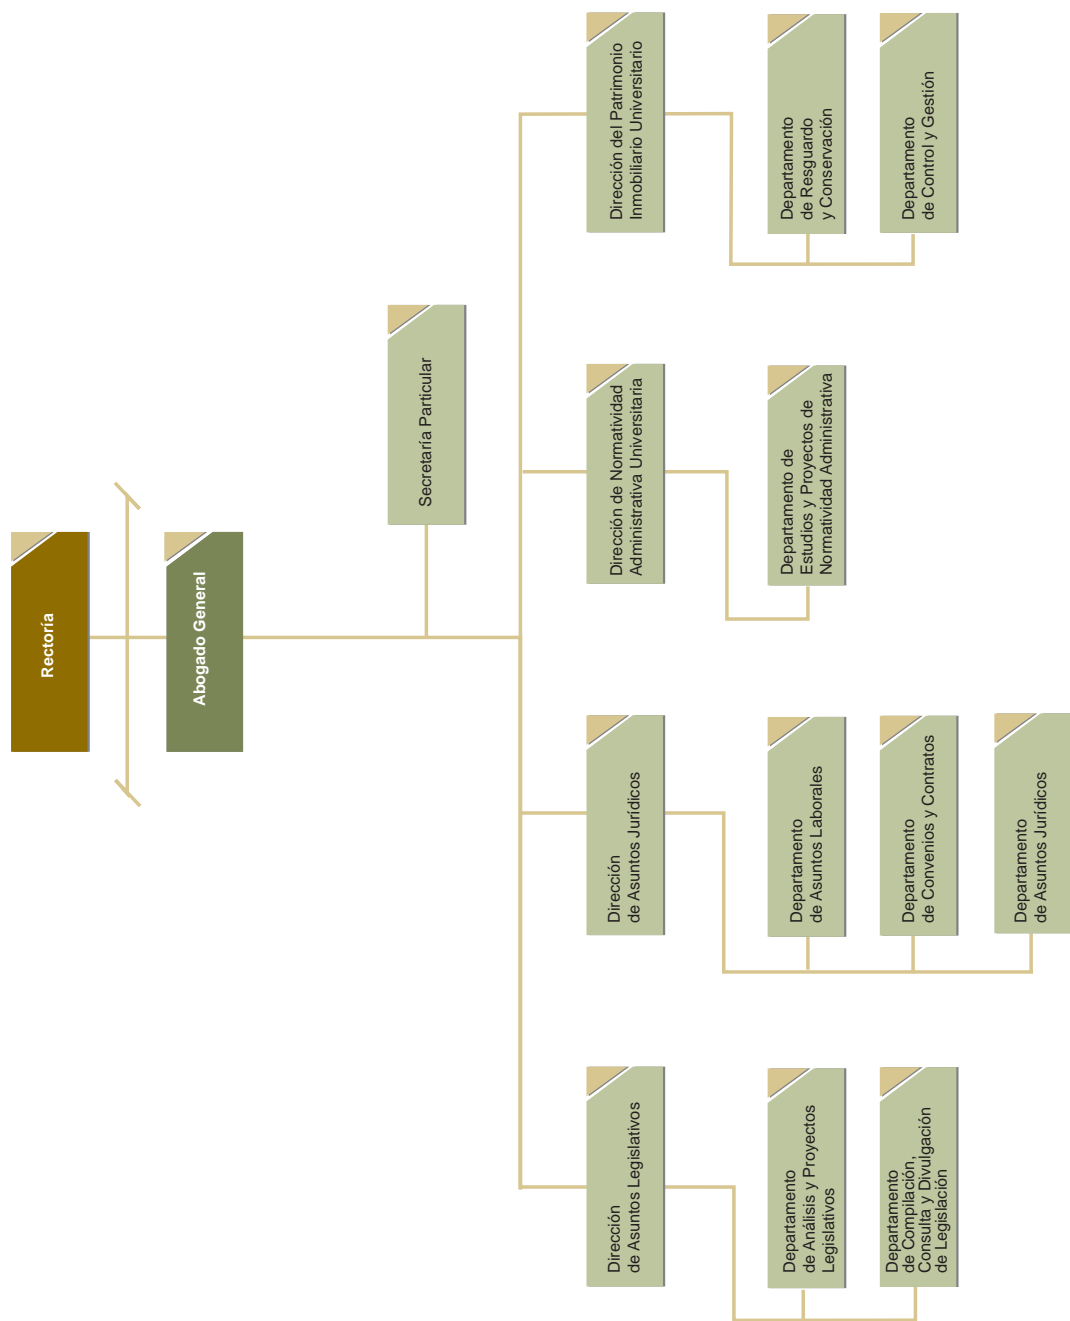 Rectoría
Abogado General
Secretaría Particular
Dirección
de Asuntos Legislativos
Dirección
de Asuntos Jurídicos
Dirección de Normatividad
Administrativa Universitaria
Dirección del Patrimonio
Inmobiliario Universitario
Departamento
de Análisis y Proyectos
Legislativos
Departamento
de Compilación,
Consulta y Divulgación
de Legislación
Departamento
de Asuntos Laborales
Departamento
de Convenios y Contratos
Departamento
de Asuntos Jurídicos
Departamento de
Estudios y Proyectos de
Normatividad Administrativa
Departamento
de Resguardo
y Conservación
Departamento
de Control y Gestión